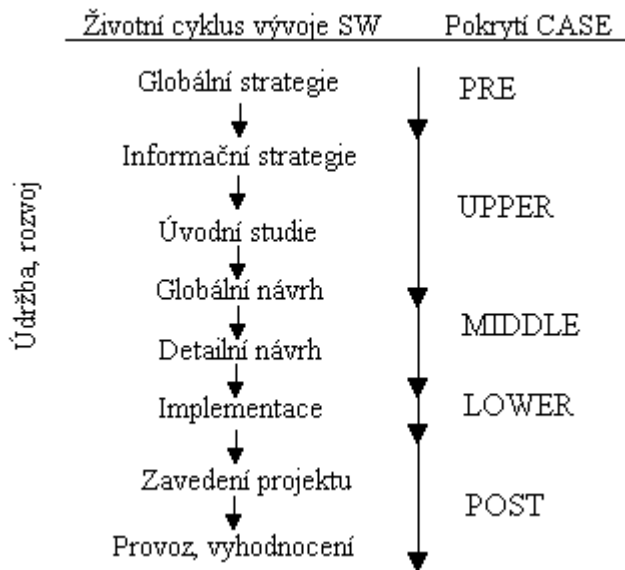 Životní cyklus vývoje SW
Pokrytí CASE
Globální strategie
PRE
Informační strategie
UPPER
Úvodní studie
Globální návrh
MIDDLE
Detailní návrh
Implementace
LOWER
Zavedení projektu
POST
Provoz, vyhodnocení
Údržba, rozvoj